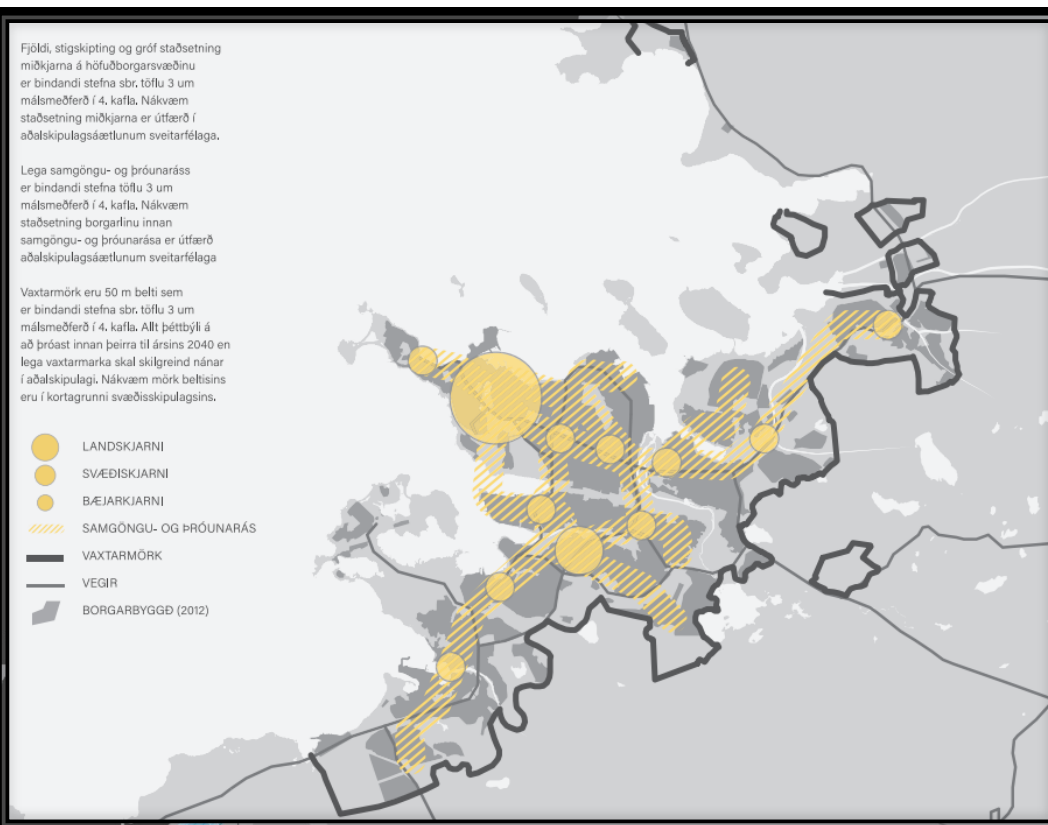 Fjöldi, stigskipting og gróf staðsetning
miðkjarna á höfuðborgarsvæðinu
er bindandi stefna sbr. töflu 3 um
málsmeðferð í 4. kafla. Nákvæm
staðsetning miðkjarna er útfærð í
aðalskipulagsáætlunum sveitarfélaga.
Lega samgöngu- og þróunaráss
er bindandi stefna töflu 3 um
málsmeðferð í 4. kafla. Nákvæm
staðsetning borgarlínu innan
samgöngu- og þróunarása er útfærð
aðalskipulagsáætlunum sveitarfélaga
Vaxtarmörk eru 50 m belti sem
er bindandi stefna sbr. töflu 3 um
málsmeðferð í 4. kafla. Allt þéttbýli á
að þróast innan þeirra til ársins 2040 en
lega vaxtarmarka skal skilgreind nánar
í aðalskipulagi. Nákvæm mörk beltisins
eru í kortagrunni svæðisskipulagsins.
LANDSKJARNI
SVÆÐISKJARNI
BÆJARKJARNI
SAMGÖNGU- OG ÞRÓUNARÁS
VAXTARMÖRK
VEGIR
BORGARBYGGÐ (2012)